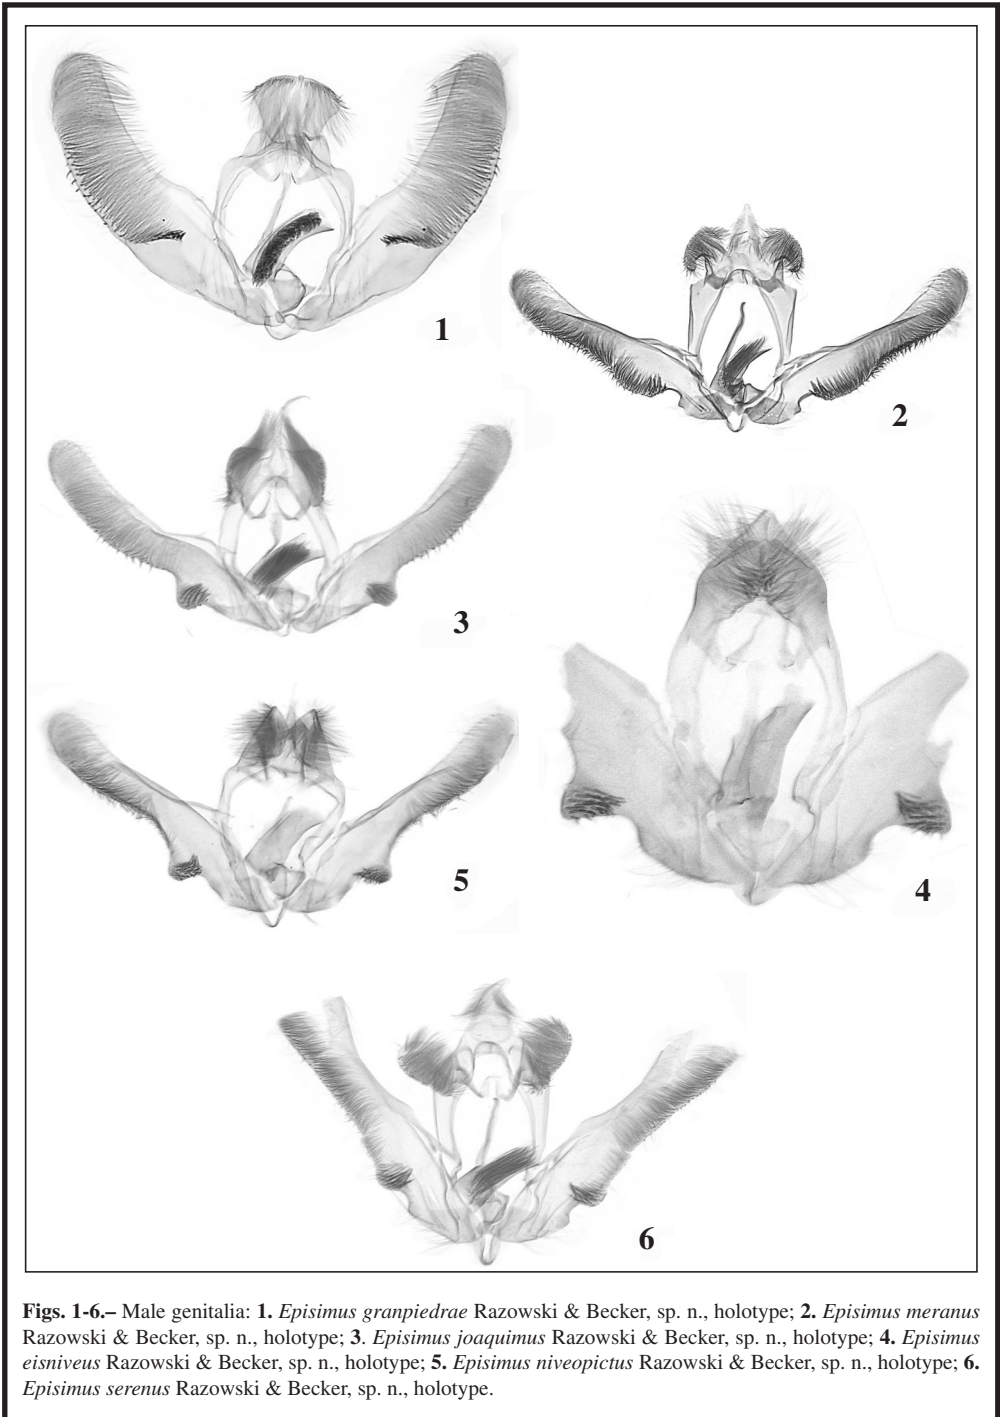 1
2
3
4
5
6
Figs. 1-6.– Male genitalia: 1. Episimus granpiedrae Razowski & Becker, sp. n., holotype; 2. Episimus meranus
Razowski & Becker, sp. n., holotype; 3. Episimus joaquimus Razowski & Becker, sp. n., holotype; 4. Episimus
eisniveus Razowski & Becker, sp. n., holotype; 5. Episimus niveopictus Razowski & Becker, sp. n., holotype; 6.
Episimus serenus Razowski & Becker, sp. n., holotype.